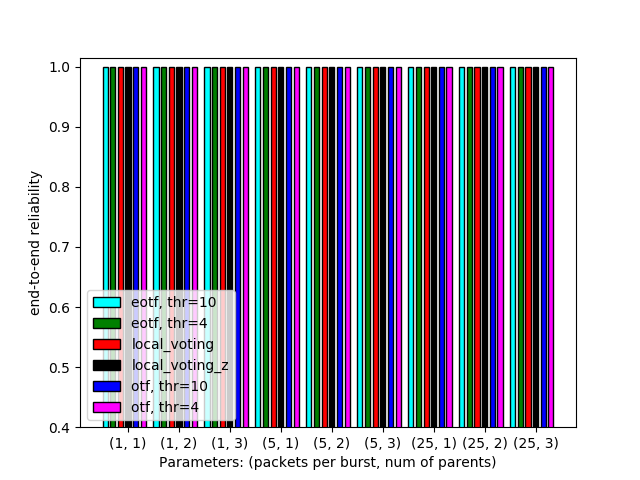 end-to-end reliability
1.0
0.9
0.8
0.7
0.6
0.5
0.4
eotf, thr=10
eotf, thr=4
local_voting
local_voting_z
otf, thr=10
otf, thr=4
(1, 1) (1, 2) (1, 3) (5, 1) (5, 2) (5, 3) (25, 1) (25, 2) (25, 3)
Parameters: (packets per burst, num of parents)